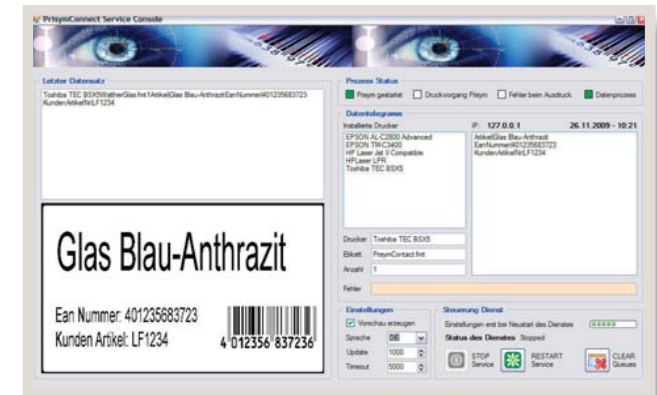 PrisymConnect Service Console
Letzter Datensatz
Toshiba TEC BSX5WaltherGlas.fmt1ArtikelGlas Blau-AnthrazitEanNummer401235683723
KundenArtikelNrLF1234
Glas Blau-Anthrazit
Ean Nummer: 401235683723
Kunden Artikel: LF1234
4 012356 837236
Prozess Status
Prisym gestartet
Druckvorgang Prisym
Fehler beim Ausdruck
Datenprozess
Datentelegramm
Installierte Drucker
IP: 127.0.0.1
26.11.2009 - 10:21
EPSON AL-C2800 Advanced
EPSON TM-C3400
HP Laser Jet II Compatible
HPLaser LPR
Toshiba TEC BSX5
ArtikelGlas Blau-Anthrazit
EanNummer401235683723
KundenArtikelNrLF1234
Drucker
Toshiba TEC BSX5
Etikett
PrisymContact.fmt
Anzahl
1
Fehler
Einstellungen
Vorschau erzeugen
Sprache
DE
Update
1000
Timeout
5000
Steuerung Dienst
Einstellungen erst bei Neustart des Dienstes
Status des Dienstes Stopped
STOP
Service
RESTART
Service
CLEAR
Queues